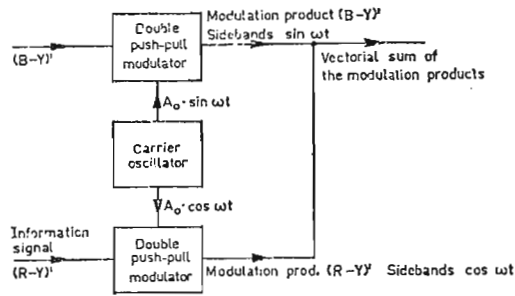 Double
push-pull
modulator
Modulation product (B-Y)'
Sidebands sin ωt
(B-Y)'
Vectorial sum of
the modulation products
A₀·sin ωt
Carrier
oscillator
A₀·cos ωt
Information
signal
(R-Y)'
Double
push-pull
modulator
Modulation prod. (R-Y)' Sidebands cos ωt